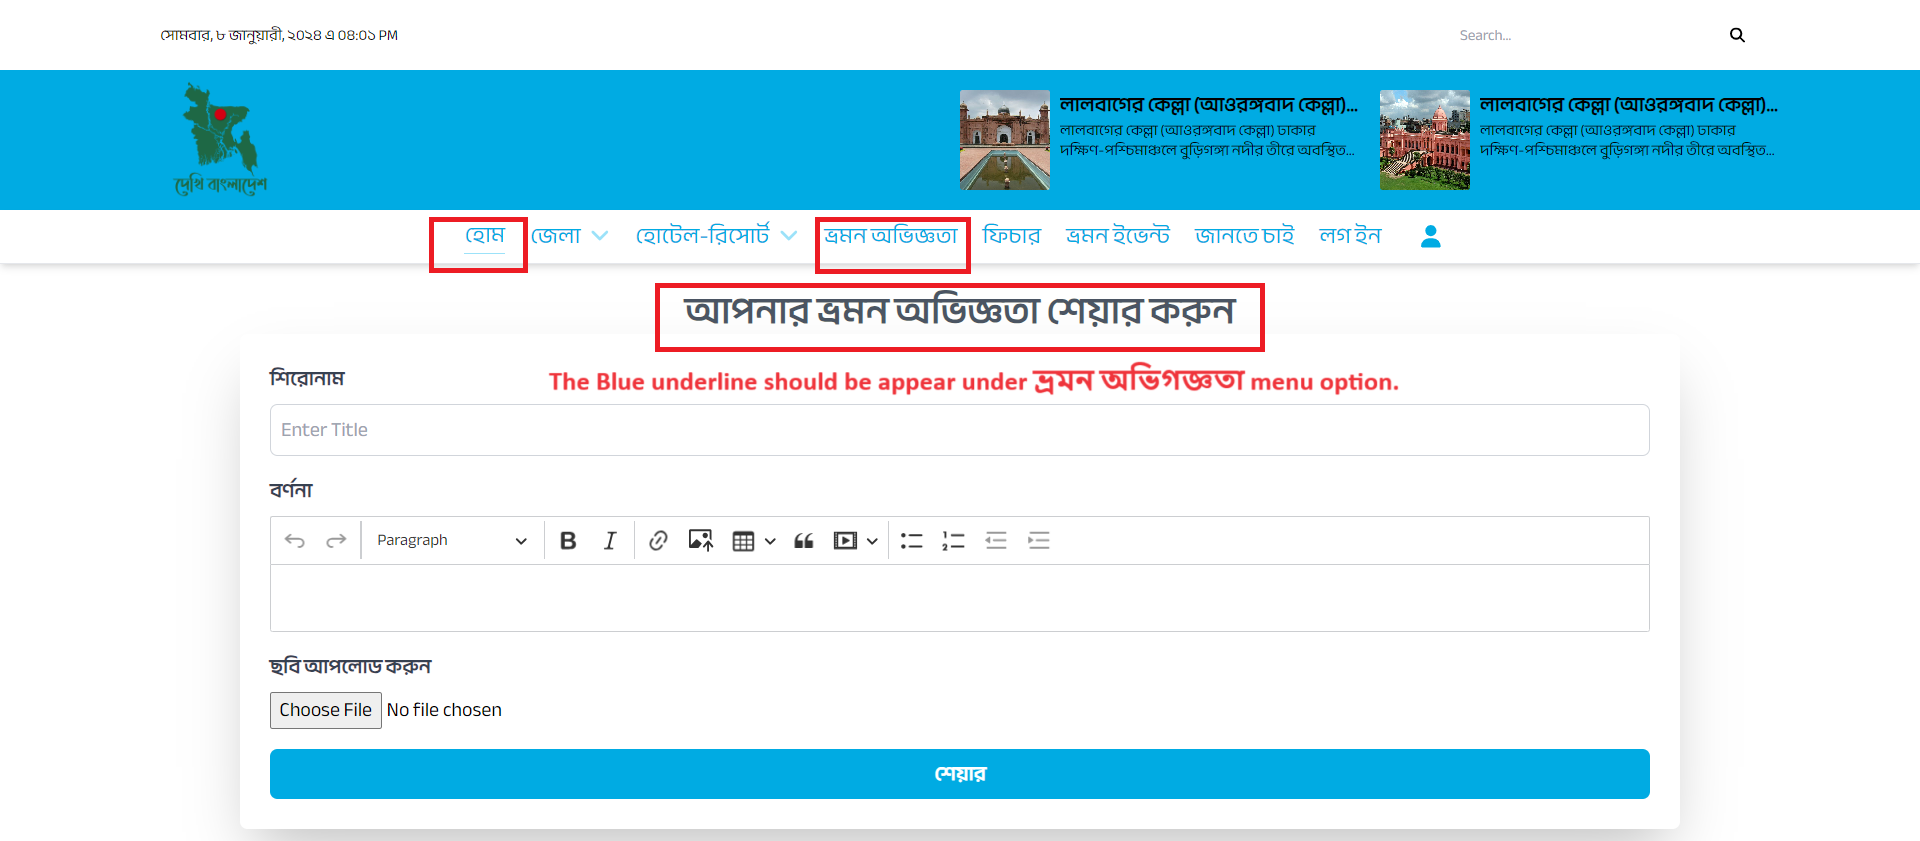 সোমবার, ৮ জানুয়ারী, ২০২৪ এ 0৪:0১ PM
Search...
দেখি বাংলাদেশ
লালবাগের কেল্লা (আওরঙ্গবাদ কেল্লা)...
লালবাগের কেল্লা (আওরঙ্গবাদ কেল্লা) ঢাকার
দক্ষিণ-পশ্চিমাঞ্চলে বুড়িগঙ্গা নদীর তীরে অবস্থিত...
লালবাগের কেল্লা (আওরঙ্গবাদ কেল্লা)...
লালবাগের কেল্লা (আওরঙ্গবাদ কেল্লা) ঢাকার
দক্ষিণ-পশ্চিমাঞ্চলে বুড়িগঙ্গা নদীর তীরে অবস্থিত...
হোম জেলা হোটেল-রিসোর্ট ভ্রমন অভিজ্ঞতা ফিচার ভ্রমন ইভেন্ট জানতে চাই লগ ইন
আপনার ভ্রমন অভিজ্ঞতা শেয়ার করুন
শিরোনাম
The Blue underline should be appear under ভ্রমন অভিগজ্ঞতা menu option.
Enter Title
বর্ণনা
Paragraph
ছবি আপলোড করুন
Choose File No file chosen
শেয়ার